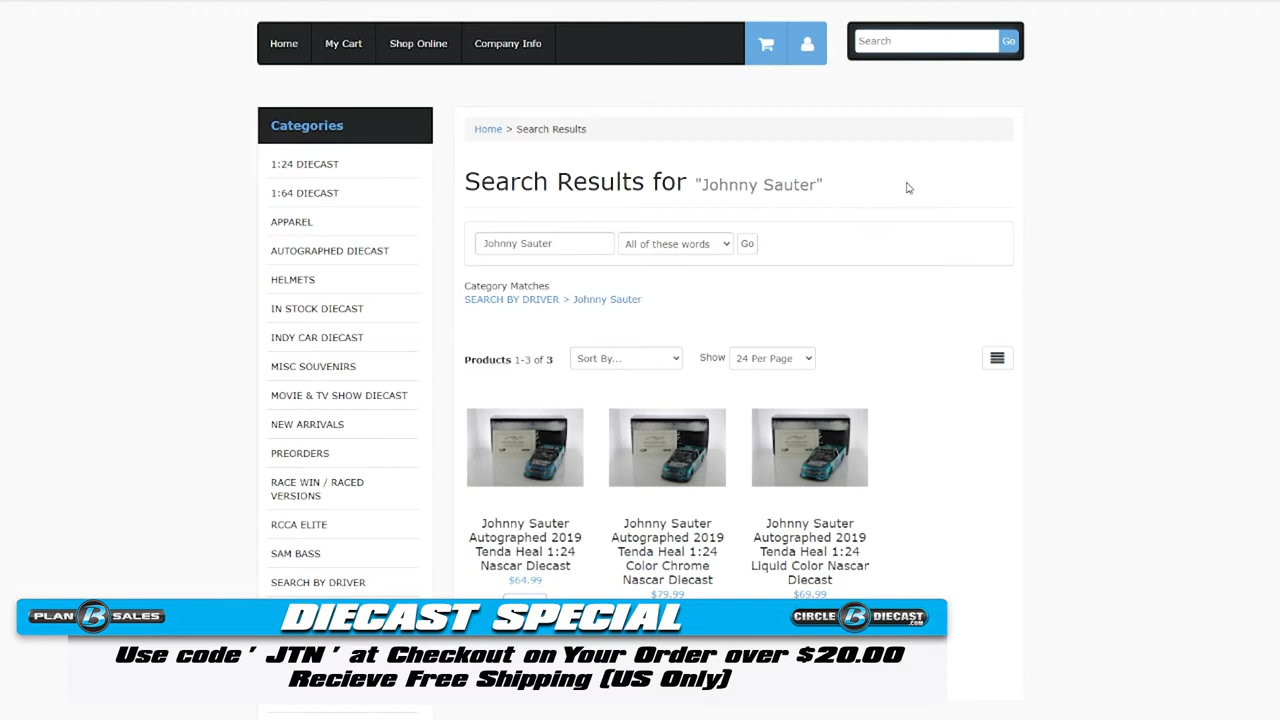 Home
My Cart
Shop Online
Company Info
Search
Go
Categories
1:24 DIECAST
1:64 DIECAST
APPAREL
AUTOGRAPHED DIECAST
HELMETS
IN STOCK DIECAST
INDY CAR DIECAST
MISC SOUVENIRS
MOVIE & TV SHOW DIECAST
NEW ARRIVALS
PREORDERS
RACE WIN / RACED
VERSIONS
RCCA ELITE
SAM BASS
SEARCH BY DRIVER
Home > Search Results
Search Results for "Johnny Sauter"
Johnny Sauter
All of these words
Go
Category Matches
SEARCH BY DRIVER > Johnny Sauter
Products 1-3 of 3
Sort By...
Show
24 Per Page
Johnny Sauter
Autographed 2019
Tenda Heal 1:24
Nascar Diecast
$64.99
Johnny Sauter
Autographed 2019
Tenda Heal 1:24
Color Chrome
Nascar Diecast
$79.99
Johnny Sauter
Autographed 2019
Tenda Heal 1:24
Liquid Color Nascar
Diecast
$69.99
PLAN B SALES
DIECAST SPECIAL
CIRCLE B DIECAST .COM
Use code ' JTN ' at Checkout on Your Order over $20.00
Recieve Free Shipping (US Only)